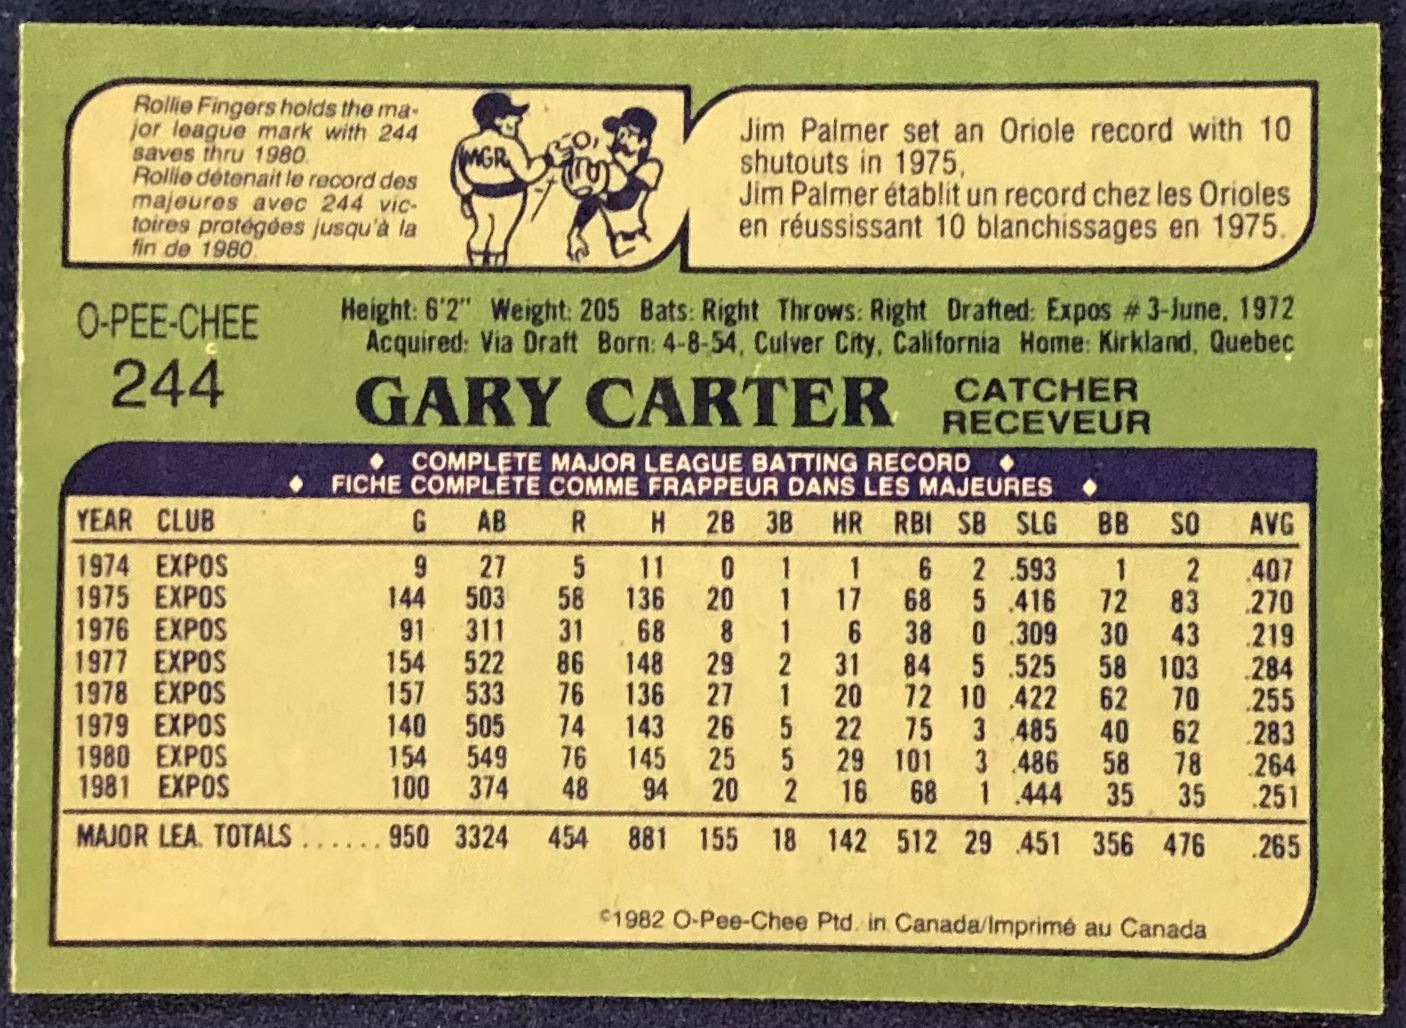 Rollie Fingers holds the ma-
jor league mark with 244
saves thru 1980.
Rollie détenait le record des
majeures avec 244 vic-
toires protégées jusqu'à la
fin de 1980.
MGR.
Jim Palmer set an Oriole record with 10
shutouts in 1975.
Jim Palmer établit un record chez les Orioles
en réussissant 10 blanchissages en 1975.
O-PEE-CHEE
244
Height: 6'2" Weight: 205 Bats: Right Throws: Right Drafted: Expos #3-June, 1972
Acquired: Via Draft Born: 4-8-54, Culver City, California Home: Kirkland, Quebec
GARY CARTER
CATCHER
RECEVEUR
♦ COMPLETE MAJOR LEAGUE BATTING RECORD ♦
♦ FICHE COMPLÈTE COMME FRAPPEUR DANS LES MAJEURES ♦
YEAR CLUB G AB R H 2B 3B HR RBI SB SLG BB SO AVG
1974 EXPOS 9 27 5 11 0 1 1 6 2 .593 1 2 .407
1975 EXPOS 144 503 58 136 20 1 17 68 5 .416 72 83 .270
1976 EXPOS 91 311 31 68 8 1 6 38 0 .309 30 43 .219
1977 EXPOS 154 522 86 148 29 2 31 84 5 .525 58 103 .284
1978 EXPOS 157 533 76 136 27 1 20 72 10 .422 62 70 .255
1979 EXPOS 140 505 74 143 26 5 22 75 3 .485 40 62 .283
1980 EXPOS 154 549 76 145 25 5 29 101 3 .486 58 78 .264
1981 EXPOS 100 374 48 94 20 2 16 68 1 .444 35 35 .251
MAJOR LEA. TOTALS ...... 950 3324 454 881 155 18 142 512 29 .451 356 476 .265
©1982 O-Pee-Chee Ptd. in Canada/Imprimé au Canada